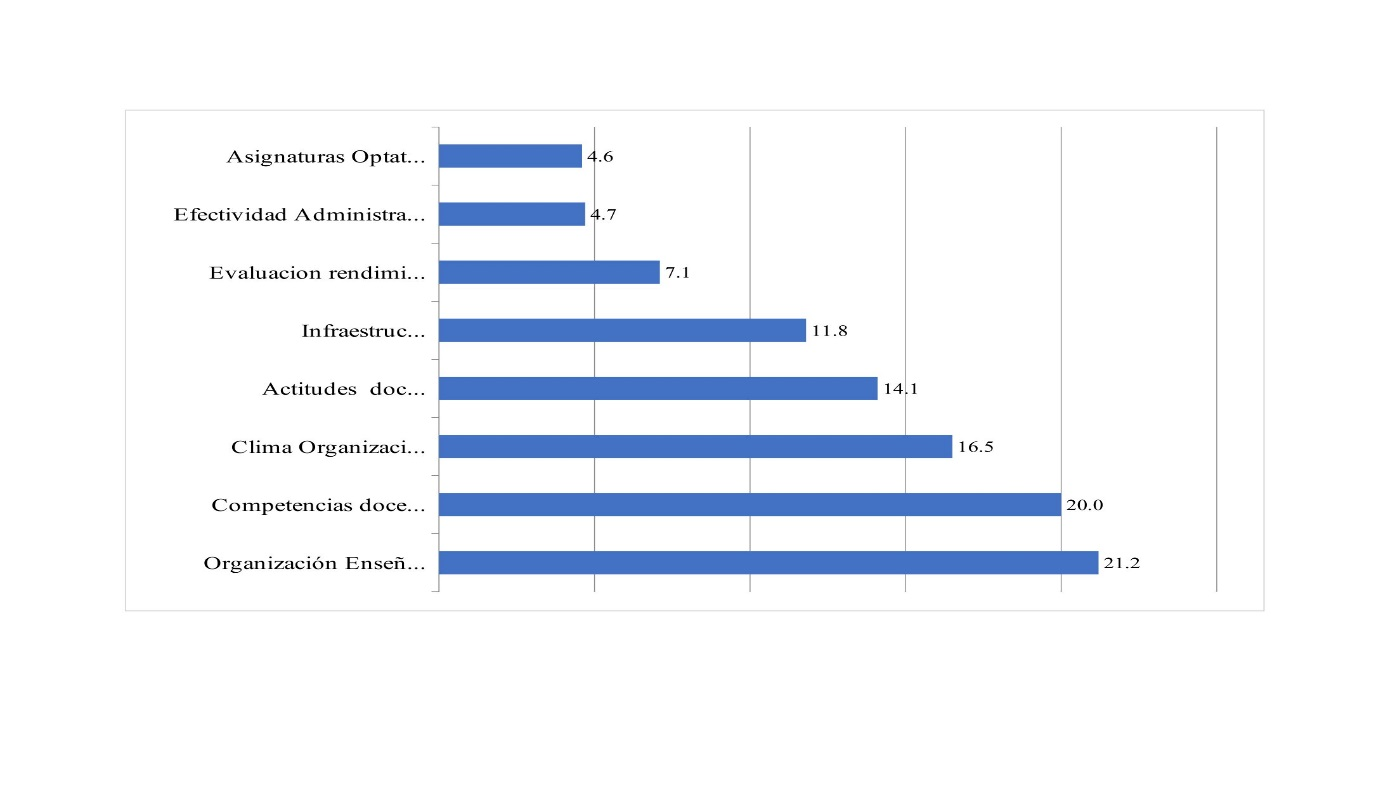 Asignaturas Optat... 4.6
Efectividad Administra... 4.7
Evaluacion rendimi... 7.1
Infraestruc... 11.8
Actitudes  doc... 14.1
Clima Organizaci... 16.5
Competencias doce... 20.0
Organización Enseñ... 21.2